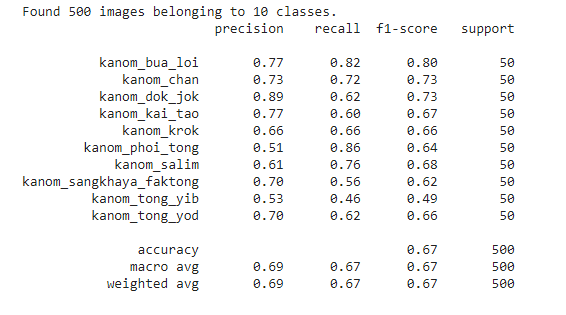 Found 500 images belonging to 10 classes.
precision recall f1-score support
kanom_bua_loi 0.77 0.82 0.80 50
kanom_chan 0.73 0.72 0.73 50
kanom_dok_jok 0.89 0.62 0.73 50
kanom_kai_tao 0.77 0.60 0.67 50
kanom_krok 0.66 0.66 0.66 50
kanom_phoi_tong 0.51 0.86 0.64 50
kanom_salim 0.61 0.76 0.68 50
kanom_sangkhaya_faktong 0.70 0.56 0.62 50
kanom_tong_yib 0.53 0.46 0.49 50
kanom_tong_yod 0.70 0.62 0.66 50
accuracy 0.67 500
macro avg 0.69 0.67 0.67 500
weighted avg 0.69 0.67 0.67 500